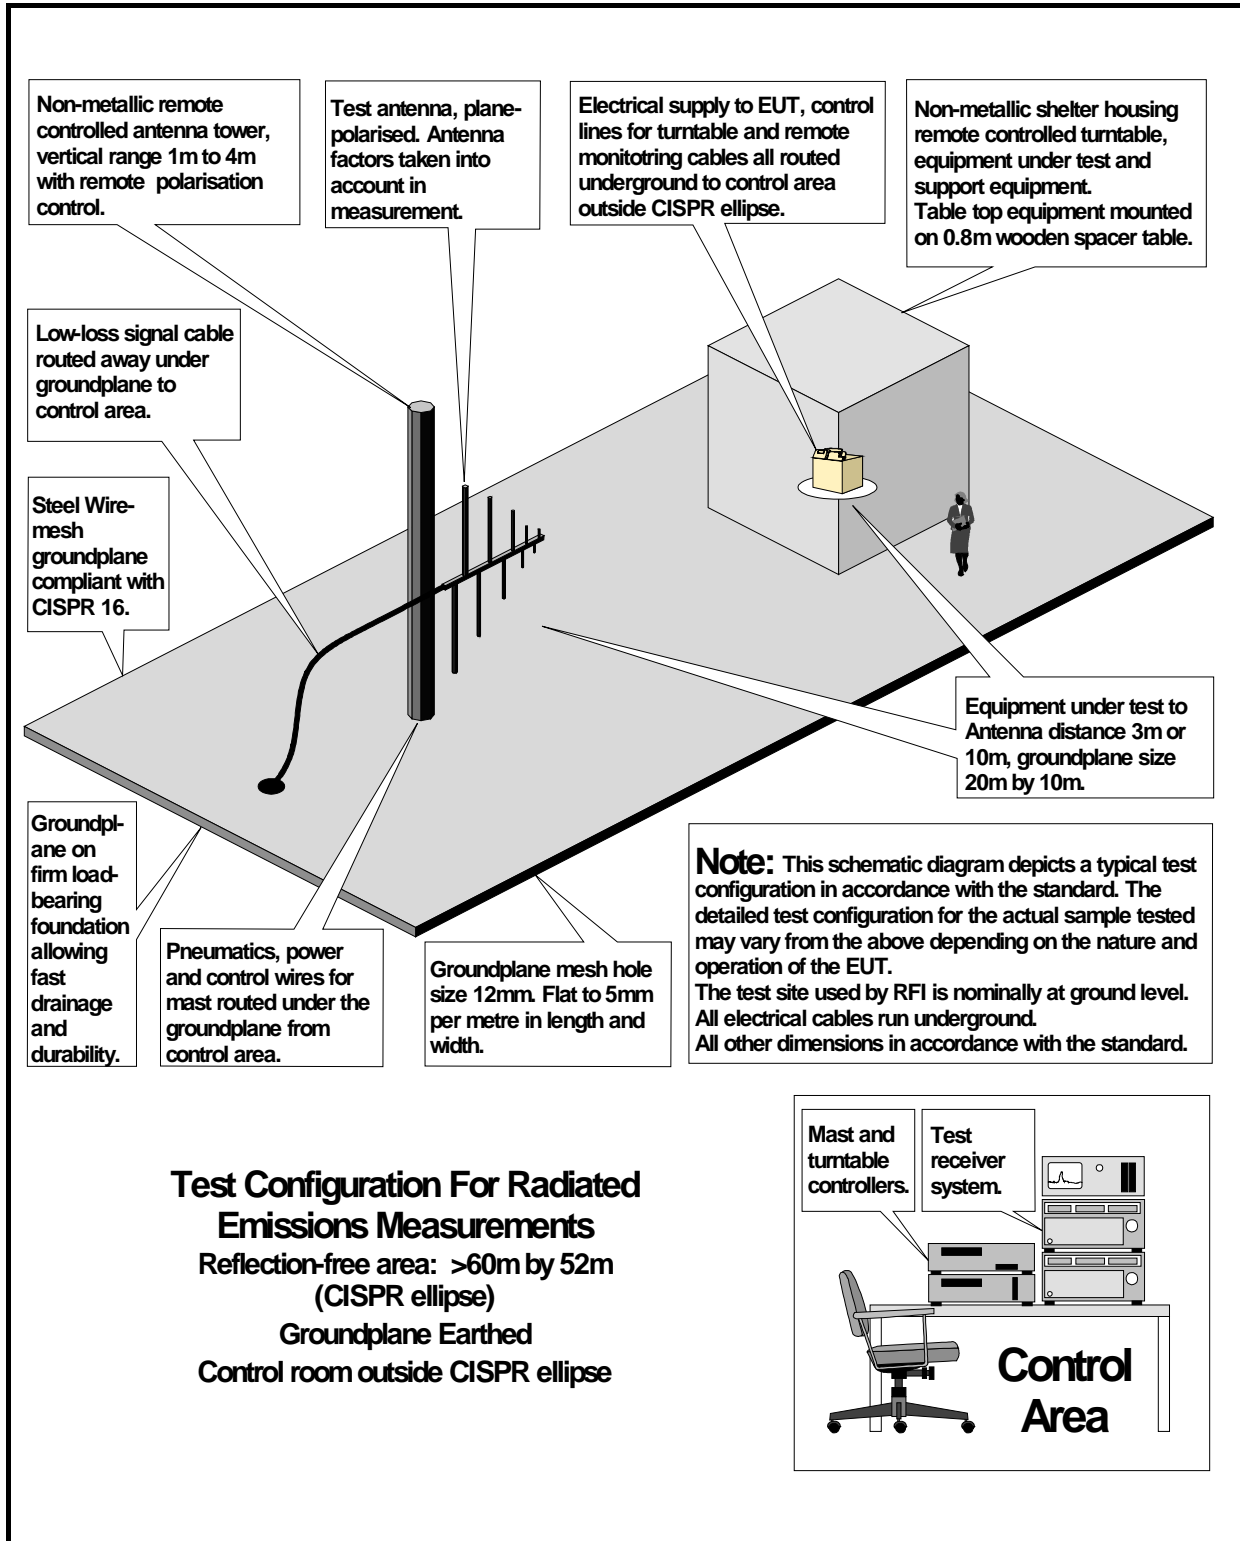 Non-metallic remote
controlled antenna tower,
vertical range 1m to 4m
with remote polarisation
control.
Test antenna, plane-
polarised. Antenna
factors taken into
account in
measurement.
Electrical supply to EUT, control
lines for turntable and remote
monitotring cables all routed
underground to control area
outside CISPR ellipse.
Non-metallic shelter housing
remote controlled turntable,
equipment under test and
support equipment.
Table top equipment mounted
on 0.8m wooden spacer table.
Low-loss signal cable
routed away under
groundplane to
control area.
Steel Wire-
mesh
groundplane
compliant with
CISPR 16.
Equipment under test to
Antenna distance 3m or
10m, groundplane size
20m by 10m.
Groundpl-
ane on
firm load-
bearing
foundation
allowing
fast
drainage
and
durability.
Pneumatics, power
and control wires for
mast routed under the
groundplane from
control area.
Groundplane mesh hole
size 12mm. Flat to 5mm
per metre in length and
width.
Note: This schematic diagram depicts a typical test
configuration in accordance with the standard. The
detailed test configuration for the actual sample tested
may vary from the above depending on the nature and
operation of the EUT.
The test site used by RFI is nominally at ground level.
All electrical cables run underground.
All other dimensions in accordance with the standard.
Test Configuration For Radiated
Emissions Measurements
Reflection-free area: >60m by 52m
(CISPR ellipse)
Groundplane Earthed
Control room outside CISPR ellipse
Mast and
turntable
controllers.
Test
receiver
system.
Control
Area